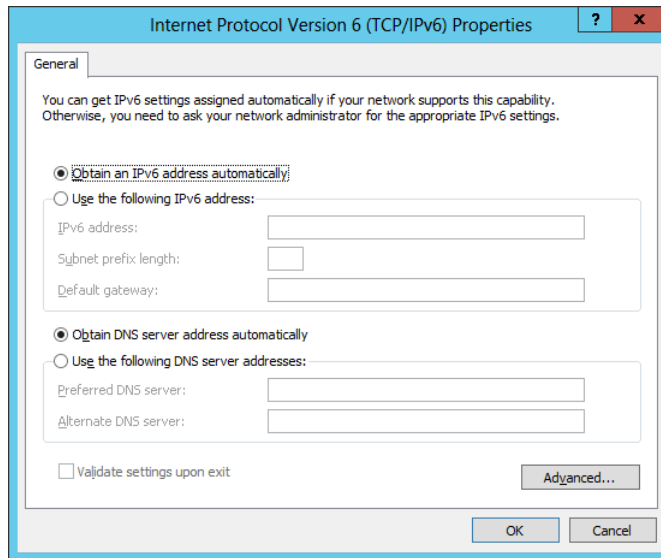 Internet Protocol Version 6 (TCP/IPv6) Properties
?
x
General
You can get IPv6 settings assigned automatically if your network supports this capability.
Otherwise, you need to ask your network administrator for the appropriate IPv6 settings.
Obtain an IPv6 address automatically
Use the following IPv6 address:
IPv6 address:
Subnet prefix length:
Default gateway:
Obtain DNS server address automatically
Use the following DNS server addresses:
Preferred DNS server:
Alternate DNS server:
Validate settings upon exit
Advanced...
OK
Cancel